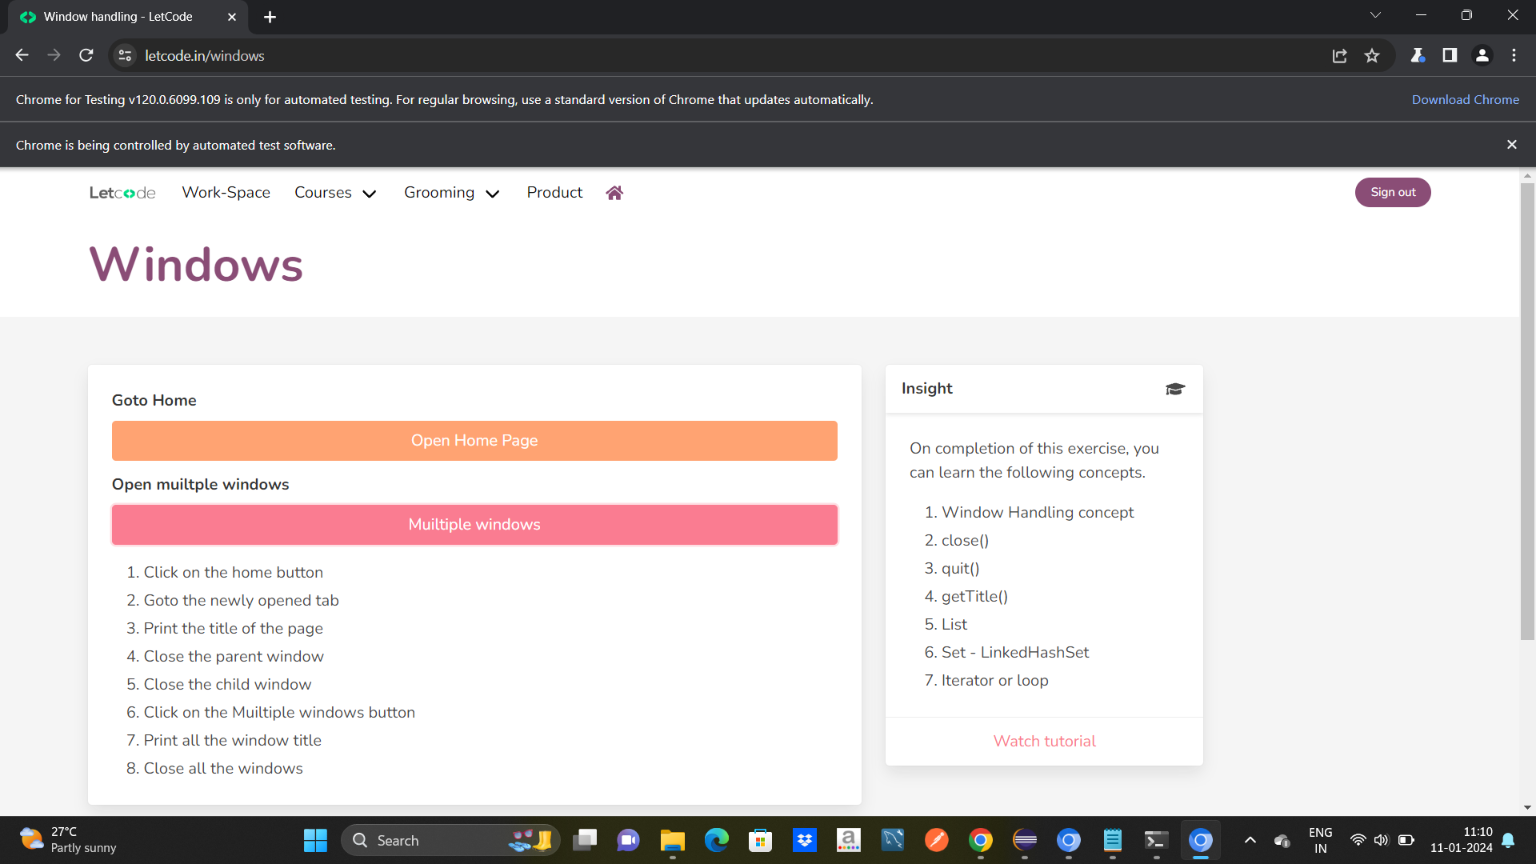 Window handling - LetCode
letcode.in/windows
Chrome for Testing v120.0.6099.109 is only for automated testing. For regular browsing, use a standard version of Chrome that updates automatically.
Download Chrome
Chrome is being controlled by automated test software.
Letcode Work-Space Courses Grooming Product Sign out
Windows
Goto Home
Open Home Page
Open muiltple windows
Muiltiple windows
1. Click on the home button
2. Goto the newly opened tab
3. Print the title of the page
4. Close the parent window
5. Close the child window
6. Click on the Muiltiple windows button
7. Print all the window title
8. Close all the windows
Insight
On completion of this exercise, you
can learn the following concepts.
1. Window Handling concept
2. close()
3. quit()
4. getTitle()
5. List
6. Set - LinkedHashSet
7. Iterator or loop
Watch tutorial
27°C
Partly sunny
Search
a
ENG
IN
11:10
11-01-2024